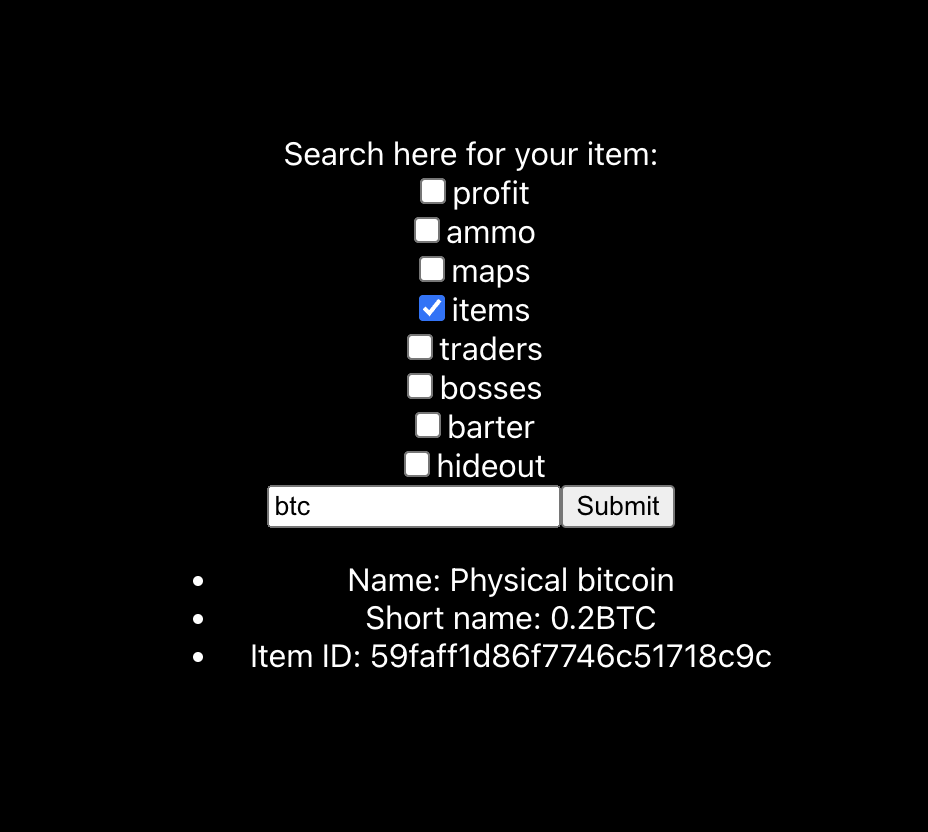 Search here for your item:
profit
ammo
maps
items
traders
bosses
barter
hideout
btc Submit
Name: Physical bitcoin
Short name: 0.2BTC
Item ID: 59faff1d86f7746c51718c9c